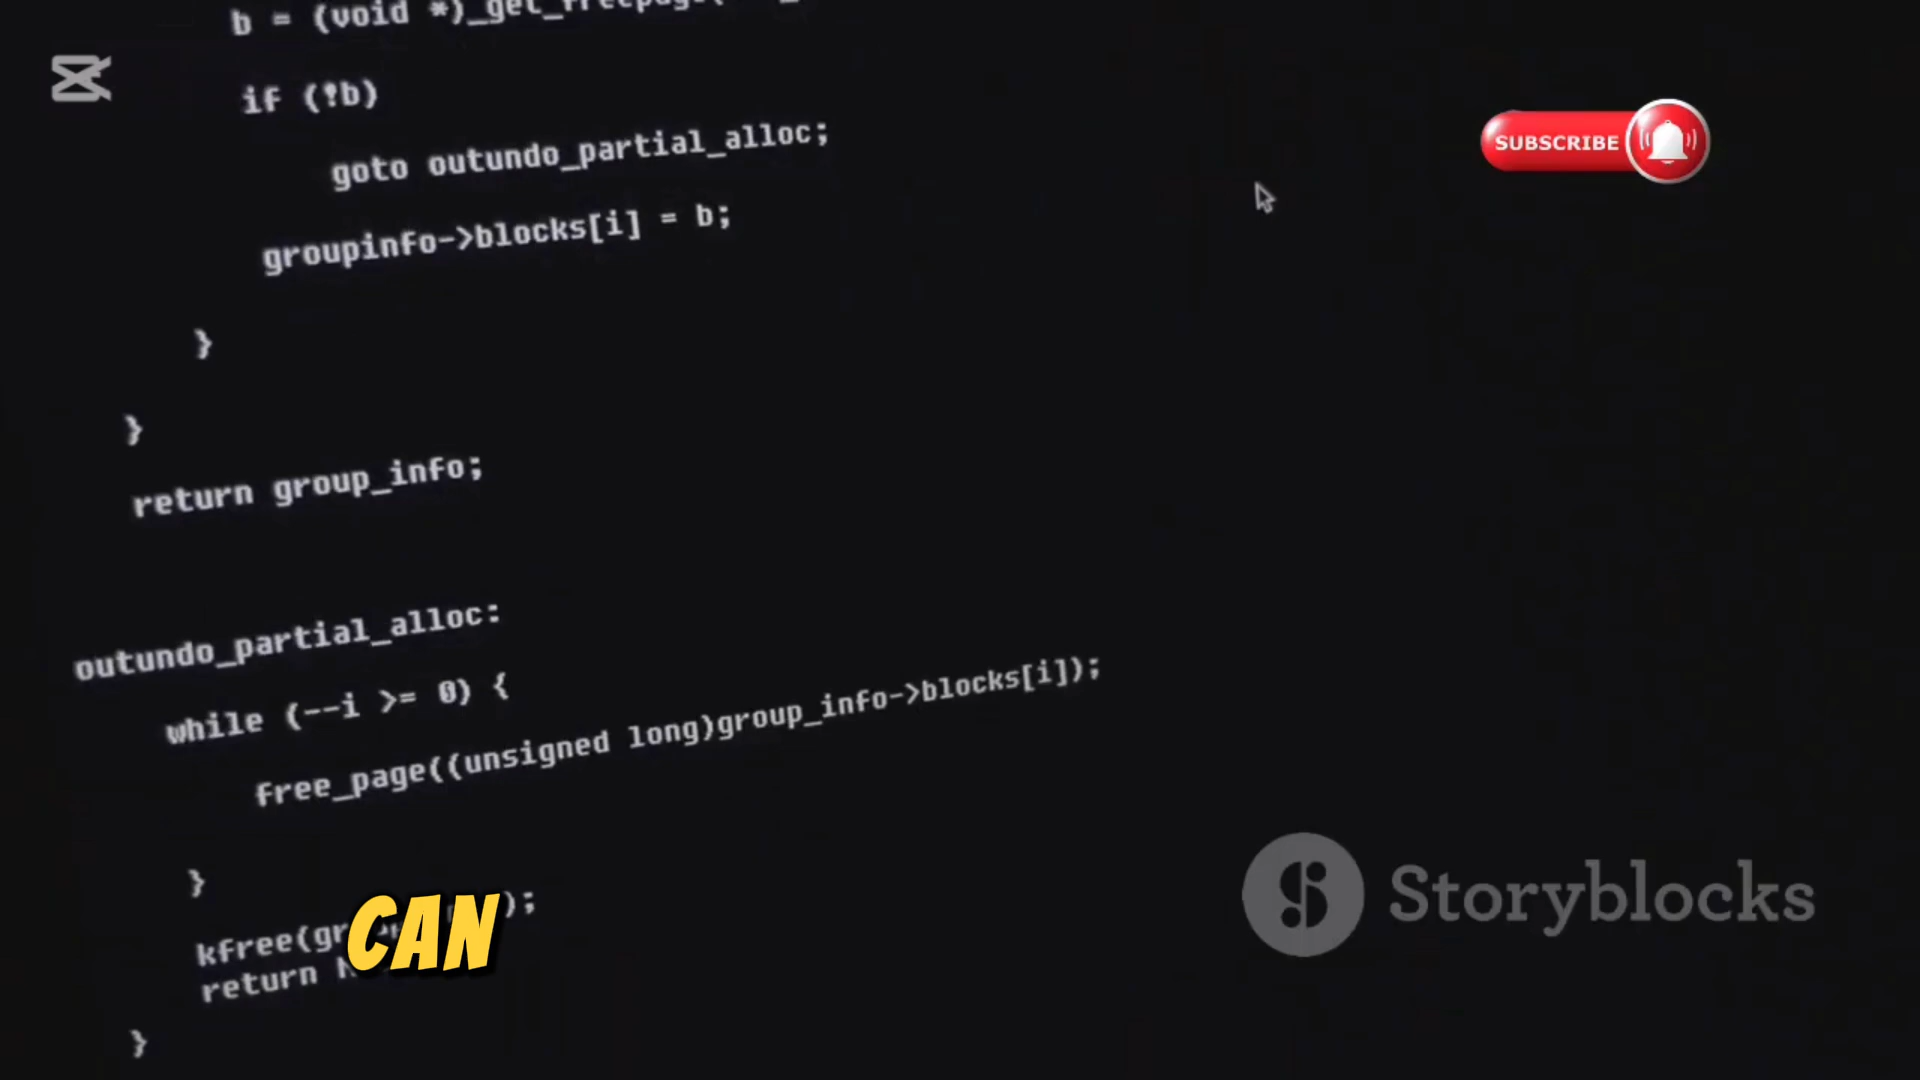 b = (void *)_get_freepage(
if (!b)
goto outundo_partial_alloc;
groupinfo->blocks[i] = b;
}
}
return group_info;
outundo_partial_alloc:
while (--i >= 0) {
free_page((unsigned long)group_info->blocks[i]);
}
kfree(gr );
return
}
SUBSCRIBE
Storyblocks
CAN